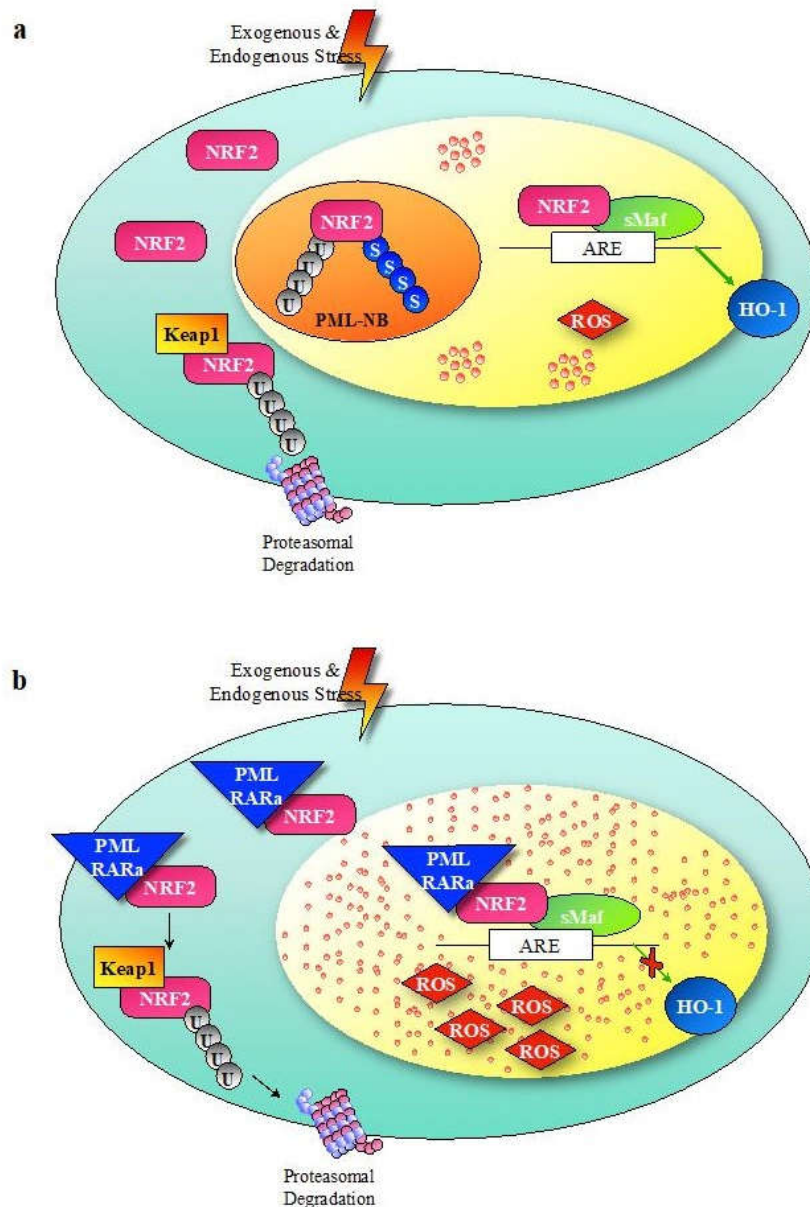 a
Exogenous &
Endogenous Stress
NRF2
NRF2
NRF2
sMaf
ARE
NRF2
U
U
U
U
S
S
S
S
S
PML-NB
HO-1
ROS
Keap1
NRF2
U
U
U
U
Proteasomal
Degradation
b
Exogenous &
Endogenous Stress
PML
RARa
NRF2
PML
RARa
NRF2
PML
RARa
NRF2
sMaf
ARE
Keap1
NRF2
U
U
U
U
ROS
ROS
ROS
ROS
HO-1
Proteasomal
Degradation